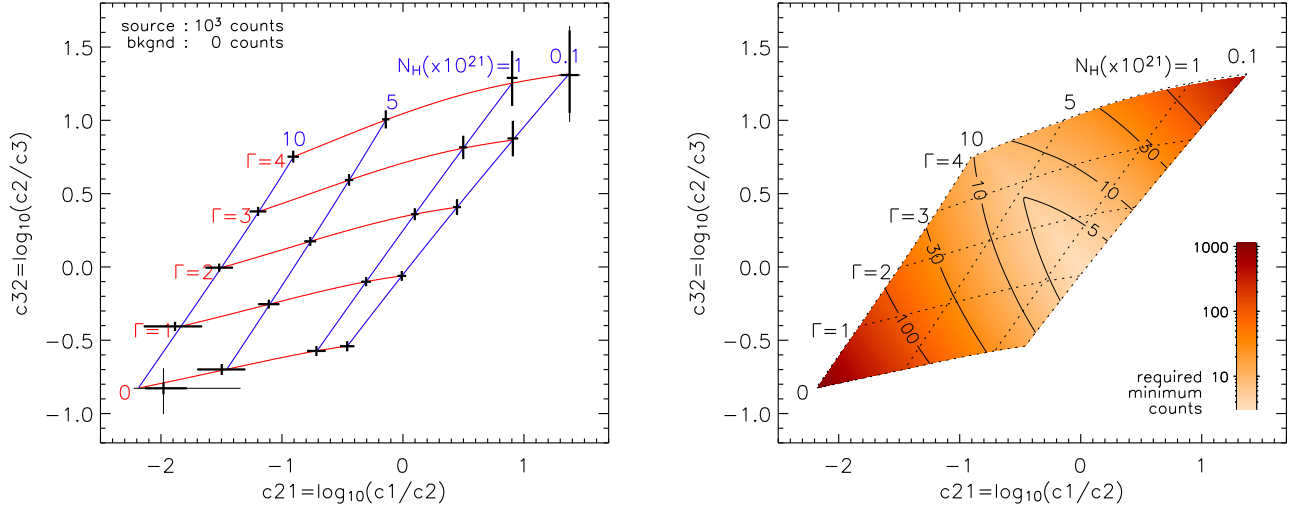 source : 10³ counts
bkgnd : 0 counts
N_H(x10²¹)=1
0.1
5
10
Γ=4
Γ=3
Γ=2
Γ=1
0
1.5
1.0
0.5
0.0
−0.5
−1.0
c32=log₁₀(c2/c3)
−2
−1
0
1
c21=log₁₀(c1/c2)
N_H(x10²¹)=1
0.1
5
10
Γ=4
Γ=3
Γ=2
Γ=1
0
30
10
10
5
30
100
1000
100
10
required
minimum
counts
1.5
1.0
0.5
0.0
−0.5
−1.0
c32=log₁₀(c2/c3)
−2
−1
0
1
c21=log₁₀(c1/c2)